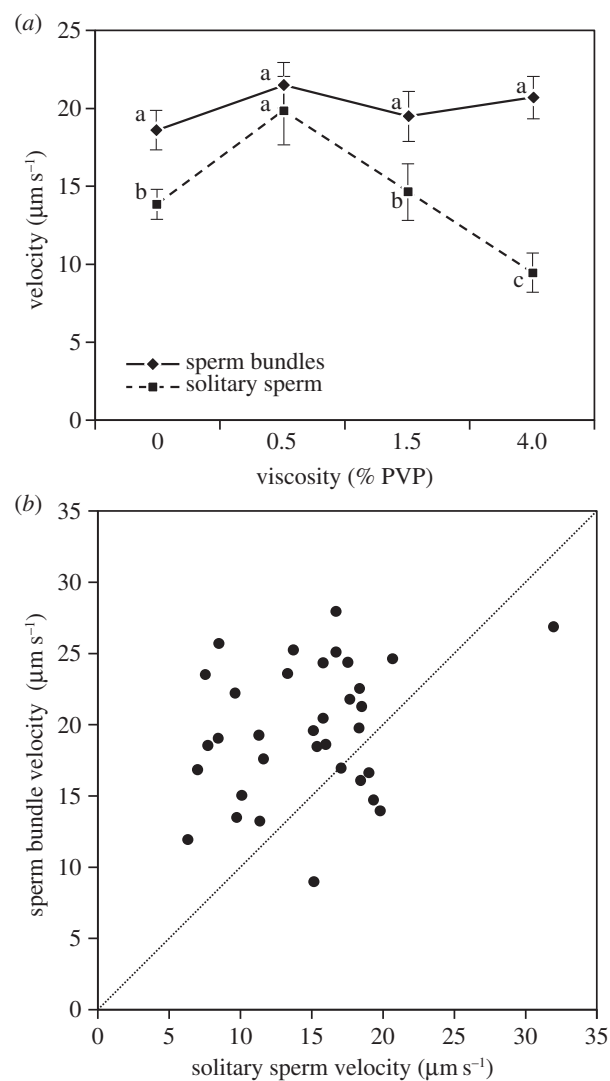 (a)
25
20
15
10
5
0
velocity (μm s⁻¹)
a
a
a
a
a
b
b
c
sperm bundles
solitary sperm
0 0.5 1.5 4.0
viscosity (% PVP)
(b)
35
30
25
20
15
10
5
0
sperm bundle velocity (μm s⁻¹)
0 5 10 15 20 25 30 35
solitary sperm velocity (μm s⁻¹)